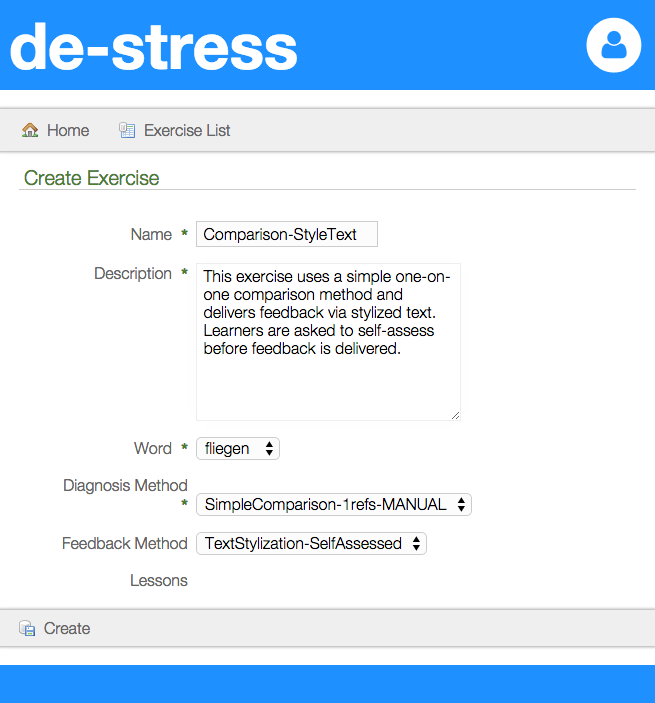 de-stress
Home Exercise List
Create Exercise
Name * Comparison-StyleText
Description * This exercise uses a simple one-on-
one comparison method and
delivers feedback via stylized text.
Learners are asked to self-assess
before feedback is delivered.
Word * fliegen
Diagnosis Method
* SimpleComparison-1refs-MANUAL
Feedback Method TextStylization-SelfAssessed
Lessons
Create